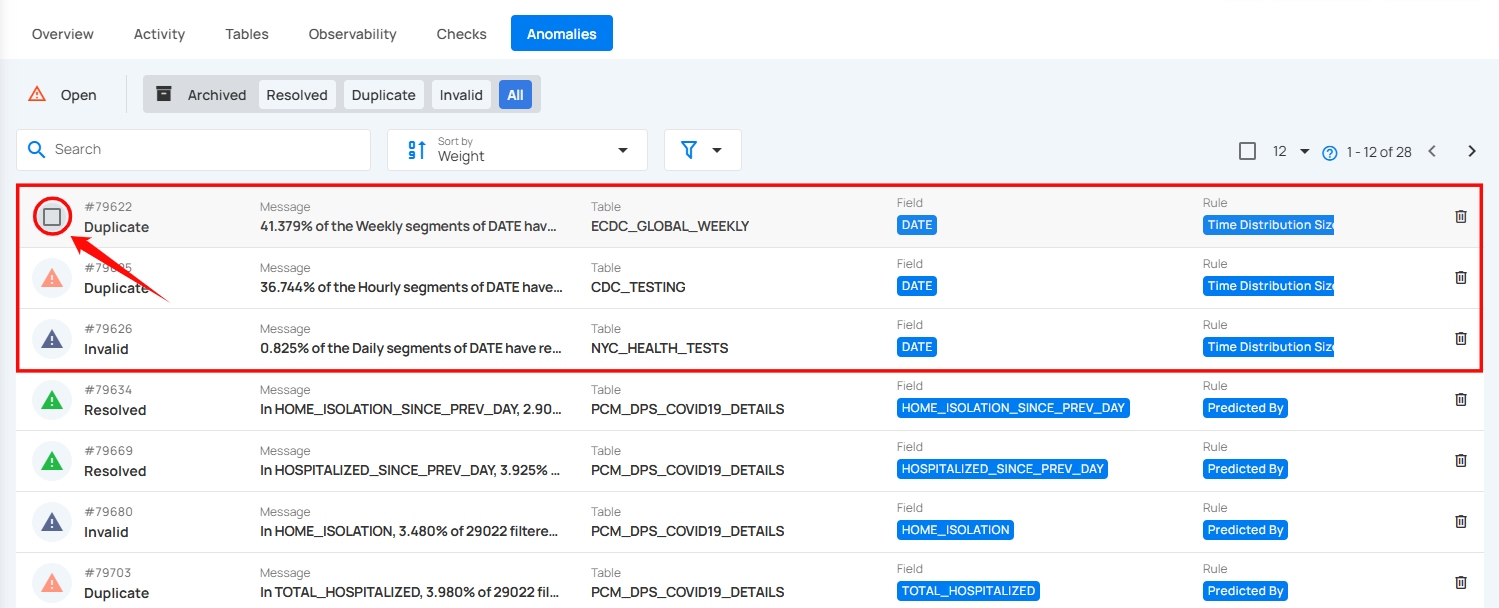 Overview Activity Tables Observability Checks Anomalies
Open Archived Resolved Duplicate Invalid All
Search Sort by Weight 12 1 - 12 of 28
#79622 Message Table Field Rule
Duplicate 41.379% of the Weekly segments of DATE hav... ECDC_GLOBAL_WEEKLY DATE Time Distribution Size
Message Table Field Rule
Duplicate 36.744% of the Hourly segments of DATE have... CDC_TESTING DATE Time Distribution Size
#79626 Message Table Field Rule
Invalid 0.825% of the Daily segments of DATE have re... NYC_HEALTH_TESTS DATE Time Distribution Size
#79634 Message Table Field Rule
Resolved In HOME_ISOLATION_SINCE_PREV_DAY, 2.90... PCM_DPS_COVID19_DETAILS HOME_ISOLATION_SINCE_PREV_DAY Predicted By
#79669 Message Table Field Rule
Resolved In HOSPITALIZED_SINCE_PREV_DAY, 3.925% ... PCM_DPS_COVID19_DETAILS HOSPITALIZED_SINCE_PREV_DAY Predicted By
#79680 Message Table Field Rule
Invalid In HOME_ISOLATION, 3.480% of 29022 filtere... PCM_DPS_COVID19_DETAILS HOME_ISOLATION Predicted By
#79703 Message Table Field Rule
Duplicate In TOTAL_HOSPITALIZED, 3.980% of 29022 fil... PCM_DPS_COVID19_DETAILS TOTAL_HOSPITALIZED Predicted By